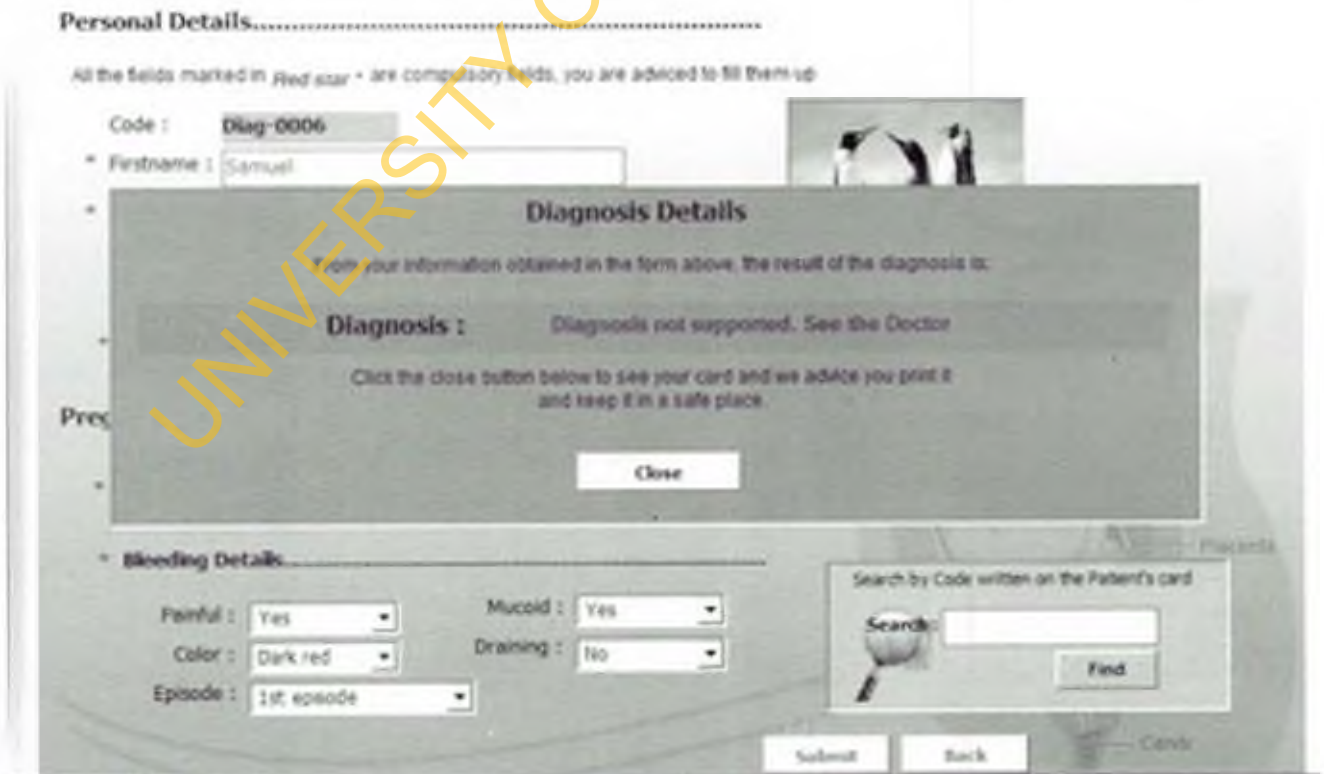 Personal Details
All the fields marked in Red star * are compulsory fields, you are adviced to fill them up
Code : Diag-0006
* Firstname : Samuel
*
Diagnosis Details
From your information obtained in the form above, the result of the diagnosis is:
Diagnosis : Diagnosis not supported. See the Doctor
Click the close button below to see your card and we advice you print it
and keep it in a safe place
Close
Preg
*
* Bleeding Details
Painful : Yes
Mucoid : Yes
Color : Dark red
Draining : No
Episode : 1st episode
Placenta
Search by Code written on the Patient's card
Search :
Find
Submit
Back
Cervix
UNIVERSITY O